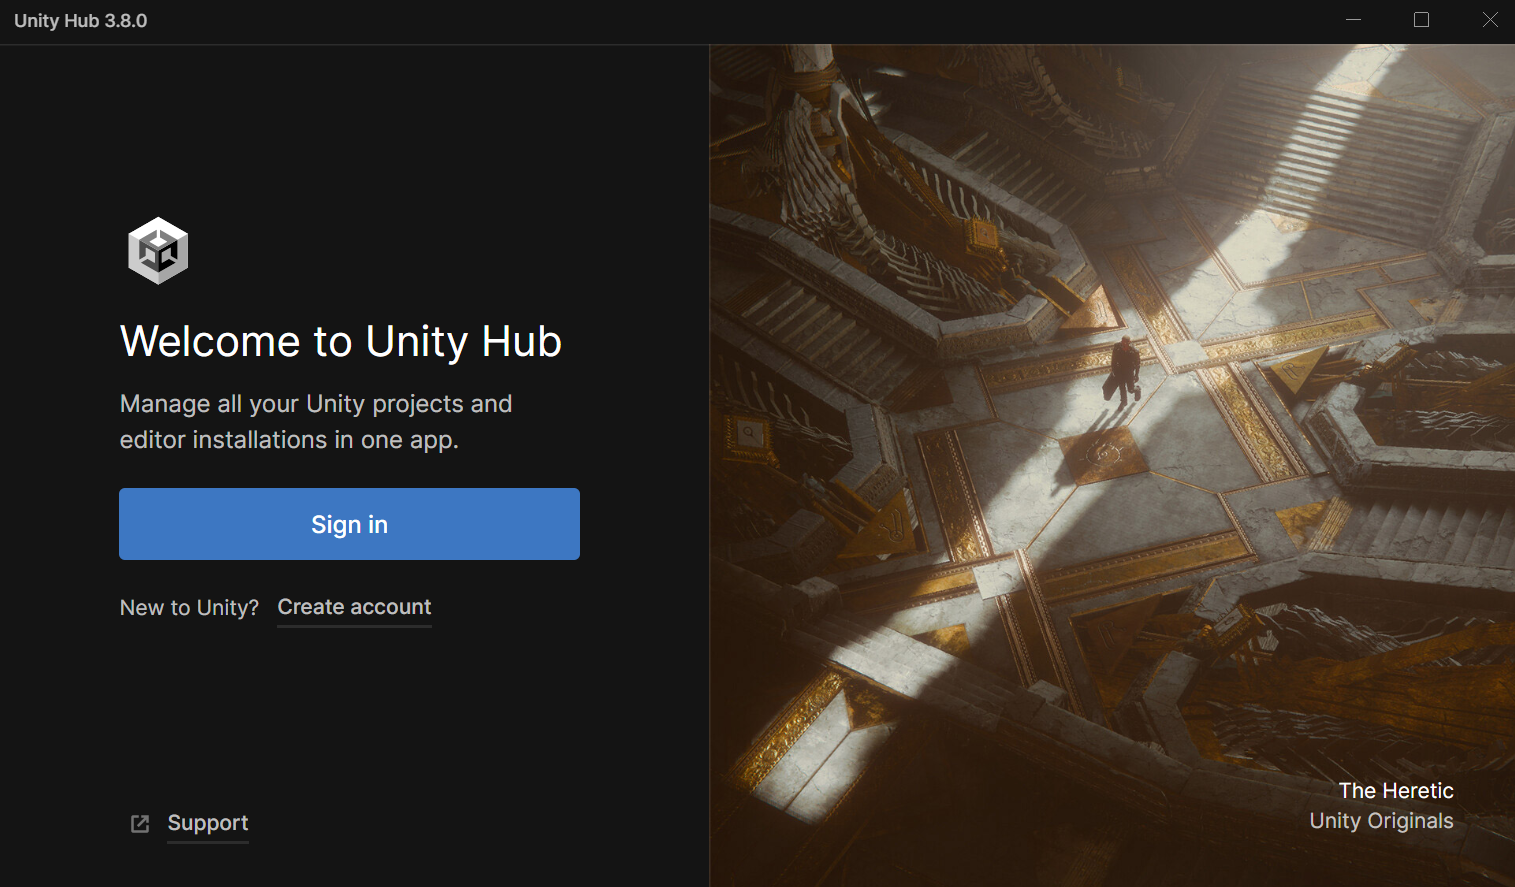 Unity Hub 3.8.0
Welcome to Unity Hub
Manage all your Unity projects and
editor installations in one app.
Sign in
New to Unity? Create account
Support
The Heretic
Unity Originals